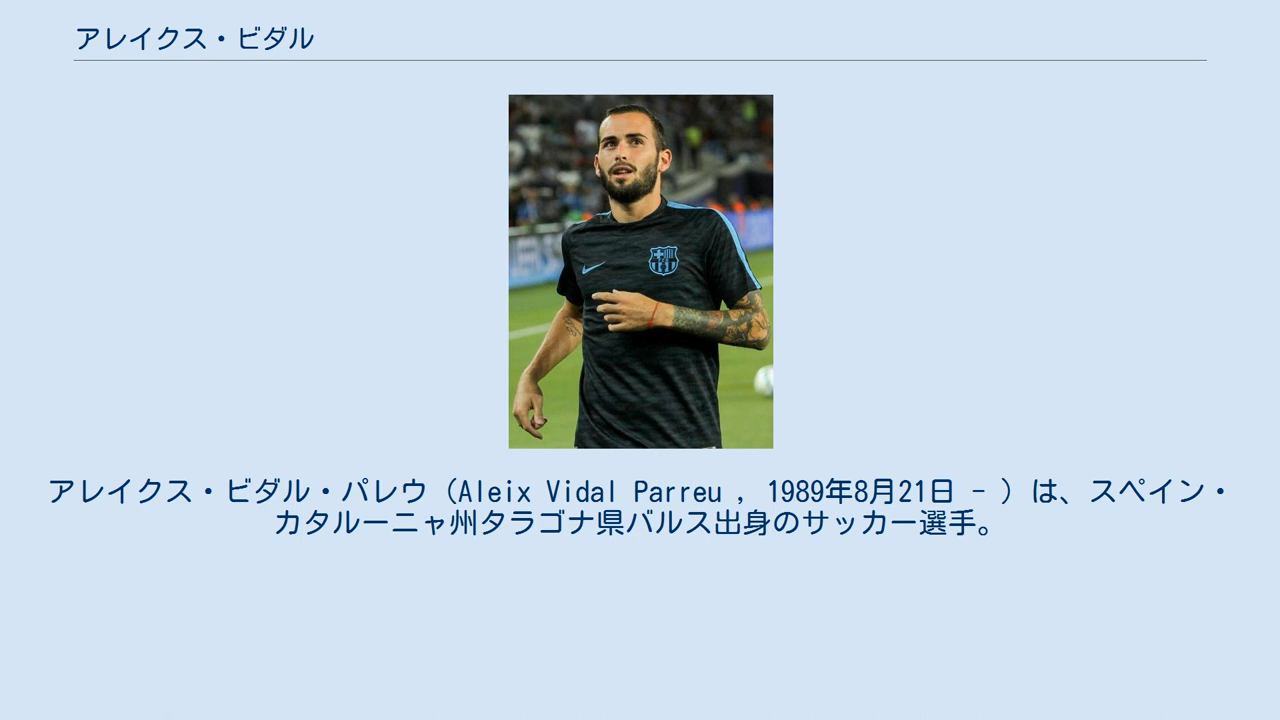 アレイクス・ビダル
アレイクス・ビダル・パレウ（Aleix Vidal Parreu , 1989年8月21日 - ）は、スペイン・
カタルーニャ州タラゴナ県バルス出身のサッカー選手。